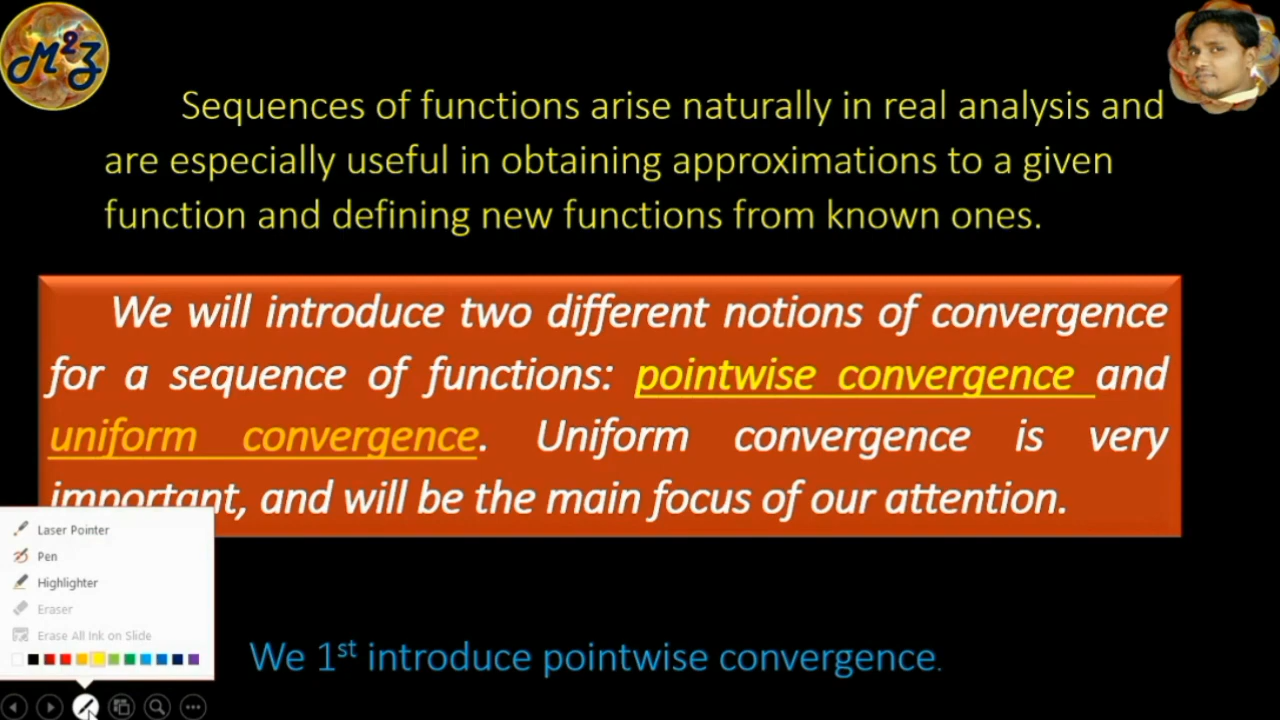 M²Z
Sequences of functions arise naturally in real analysis and
are especially useful in obtaining approximations to a given
function and defining new functions from known ones.
We will introduce two different notions of convergence
for a sequence of functions: pointwise convergence and
uniform convergence. Uniform convergence is very
important, and will be the main focus of our attention.
Laser Pointer
Pen
Highlighter
Eraser
Erase All Ink on Slide
We 1st introduce pointwise convergence.